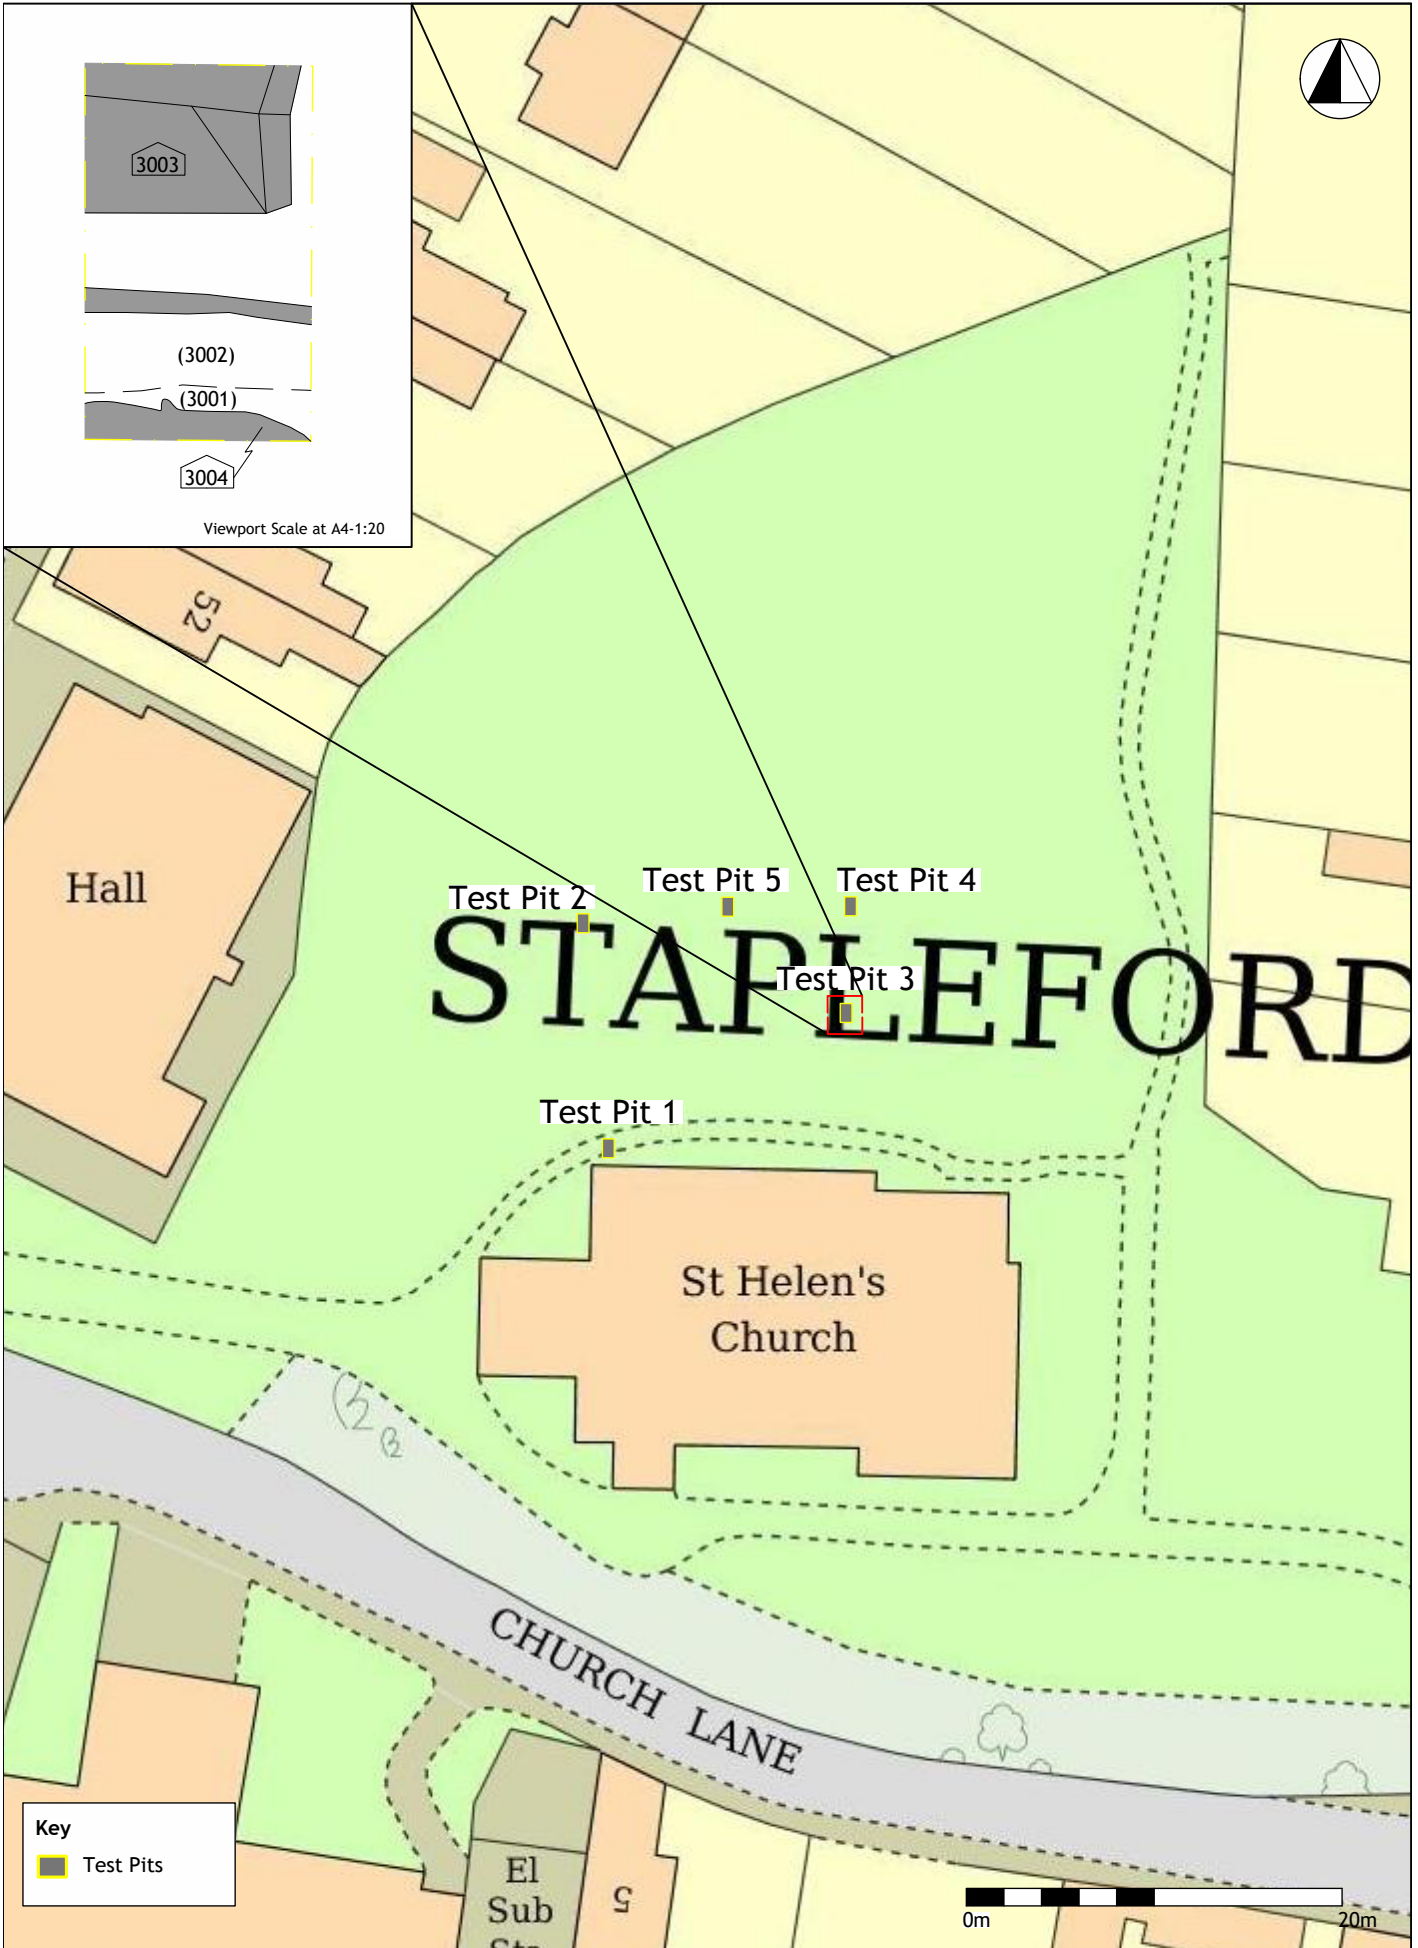 3003
(3002)
(3001)
3004
Viewport Scale at A4-1:20
52
Hall
Test Pit 2
Test Pit 5
Test Pit 4
STAPLEFORD
Test Pit 3
Test Pit 1
St Helen's
Church
CHURCH LANE
Key
Test Pits
El
Sub
5
0m
20m